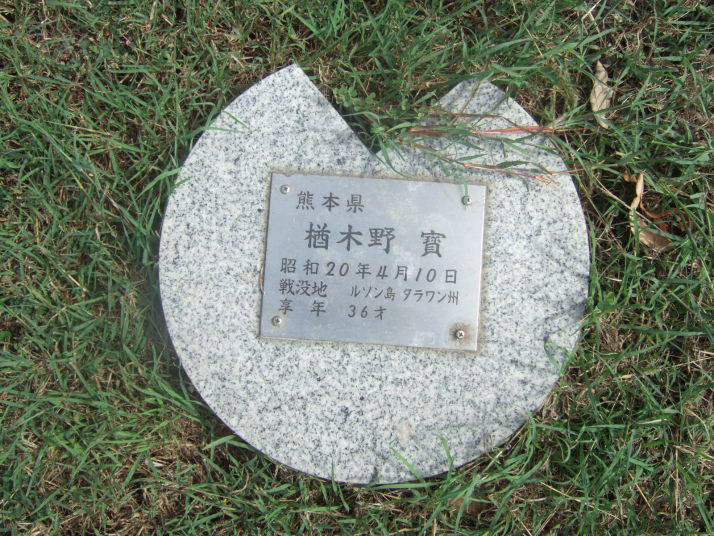 熊本県
楢木野 寶
昭和20年4月10日
戦没地 ルソン島 タラワン州
享年 36才